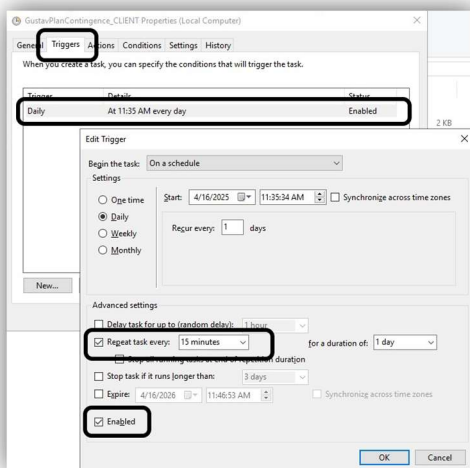 GustavPlanContingence_CLIENT Properties (Local Computer)
General Triggers Actions Conditions Settings History
When you create a task, you can specify the conditions that will trigger the task.
Trigger Details Status
Daily At 11:35 AM every day Enabled
2 KB
Edit Trigger
Begin the task: On a schedule
Settings
One time
Daily
Weekly
Monthly
Start: 4/16/2025 11:35:34 AM Synchronize across time zones
Recur every: 1 days
New...
Advanced settings
Delay task for up to (random delay): 1 hour
Repeat task every: 15 minutes for a duration of: 1 day
Stop all running tasks at end of repetition duration
Stop task if it runs longer than: 3 days
Expire: 4/16/2026 11:46:53 AM Synchronize across time zones
Enabled
OK Cancel